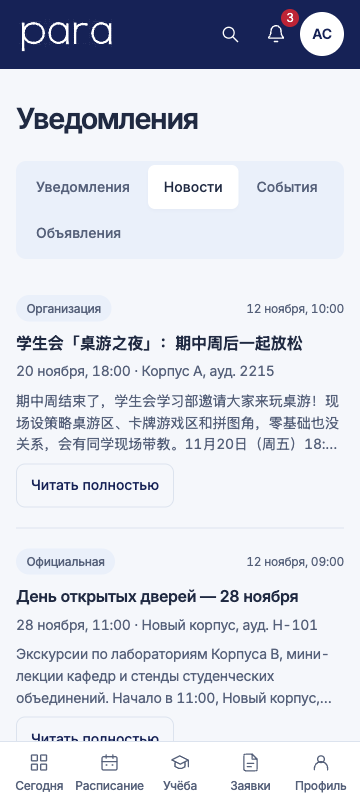 para
3
AC
Уведомления
Уведомления
Новости
События
Объявления
Организация
12 ноября, 10:00
学生会「桌游之夜」：期中周后一起放松
20 ноября, 18:00 · Корпус А, ауд. 2215
期中周结束了，学生会学习部邀请大家来玩桌游！现
场设策略桌游区、卡牌游戏区和拼图角，零基础也没
关系，会有同学现场带教。11月20日（周五）18:...
Читать полностью
Официальная
12 ноября, 09:00
День открытых дверей — 28 ноября
28 ноября, 11:00 · Новый корпус, ауд. Н-101
Экскурсии по лабораториям Корпуса В, мини-
лекции кафедр и стенды студенческих
объединений. Начало в 11:00, Новый корпус,...
Читать полностью
Сегодня
Расписание
Учёба
Заявки
Профиль